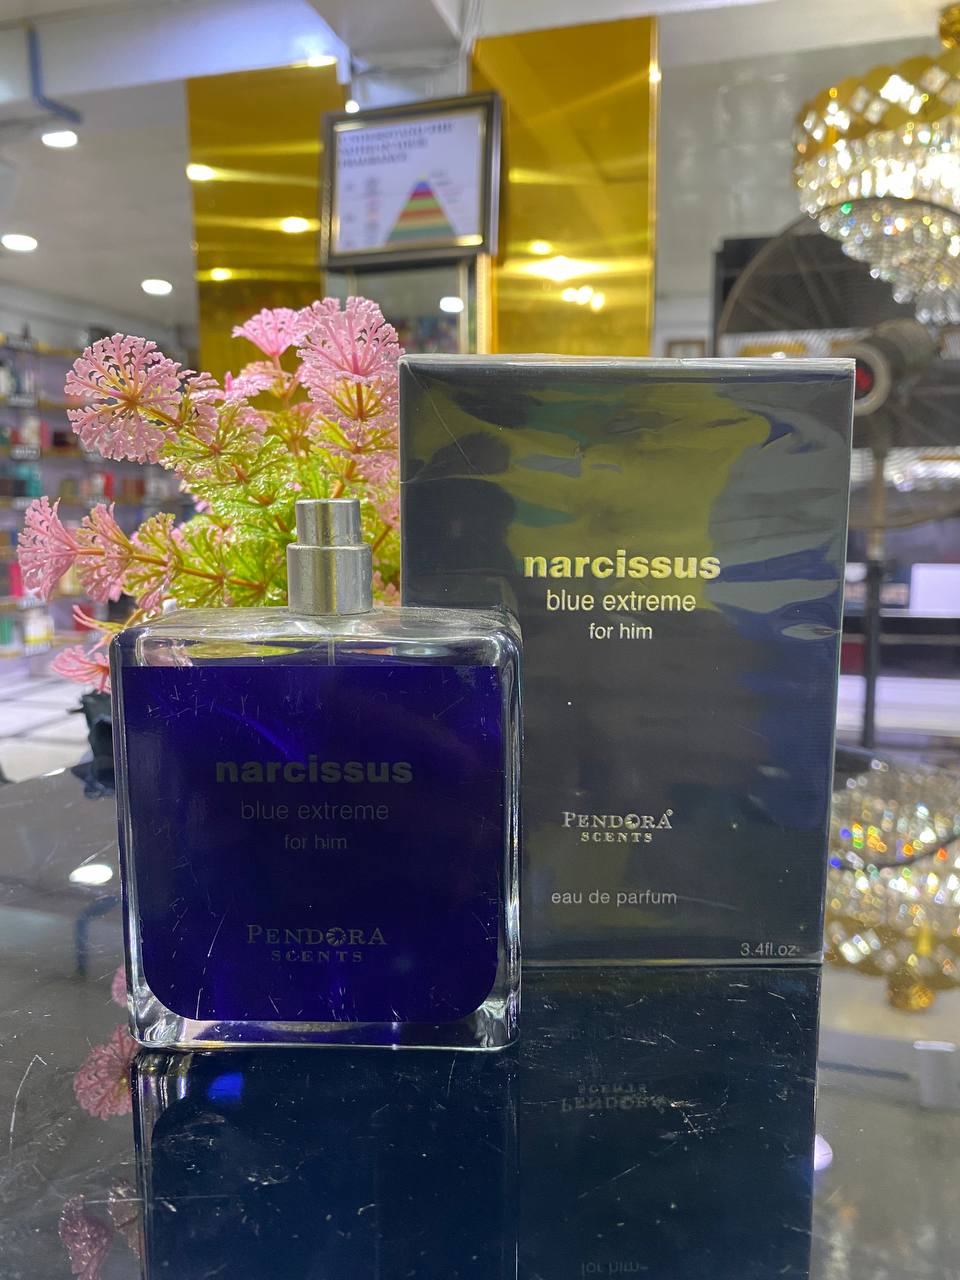 narcissus
blue extreme
for him
PENDORA®
SCENTS
eau de parfum
3.4fl.oz
narcissus
blue extreme
for him
PENDORA
SCENTS